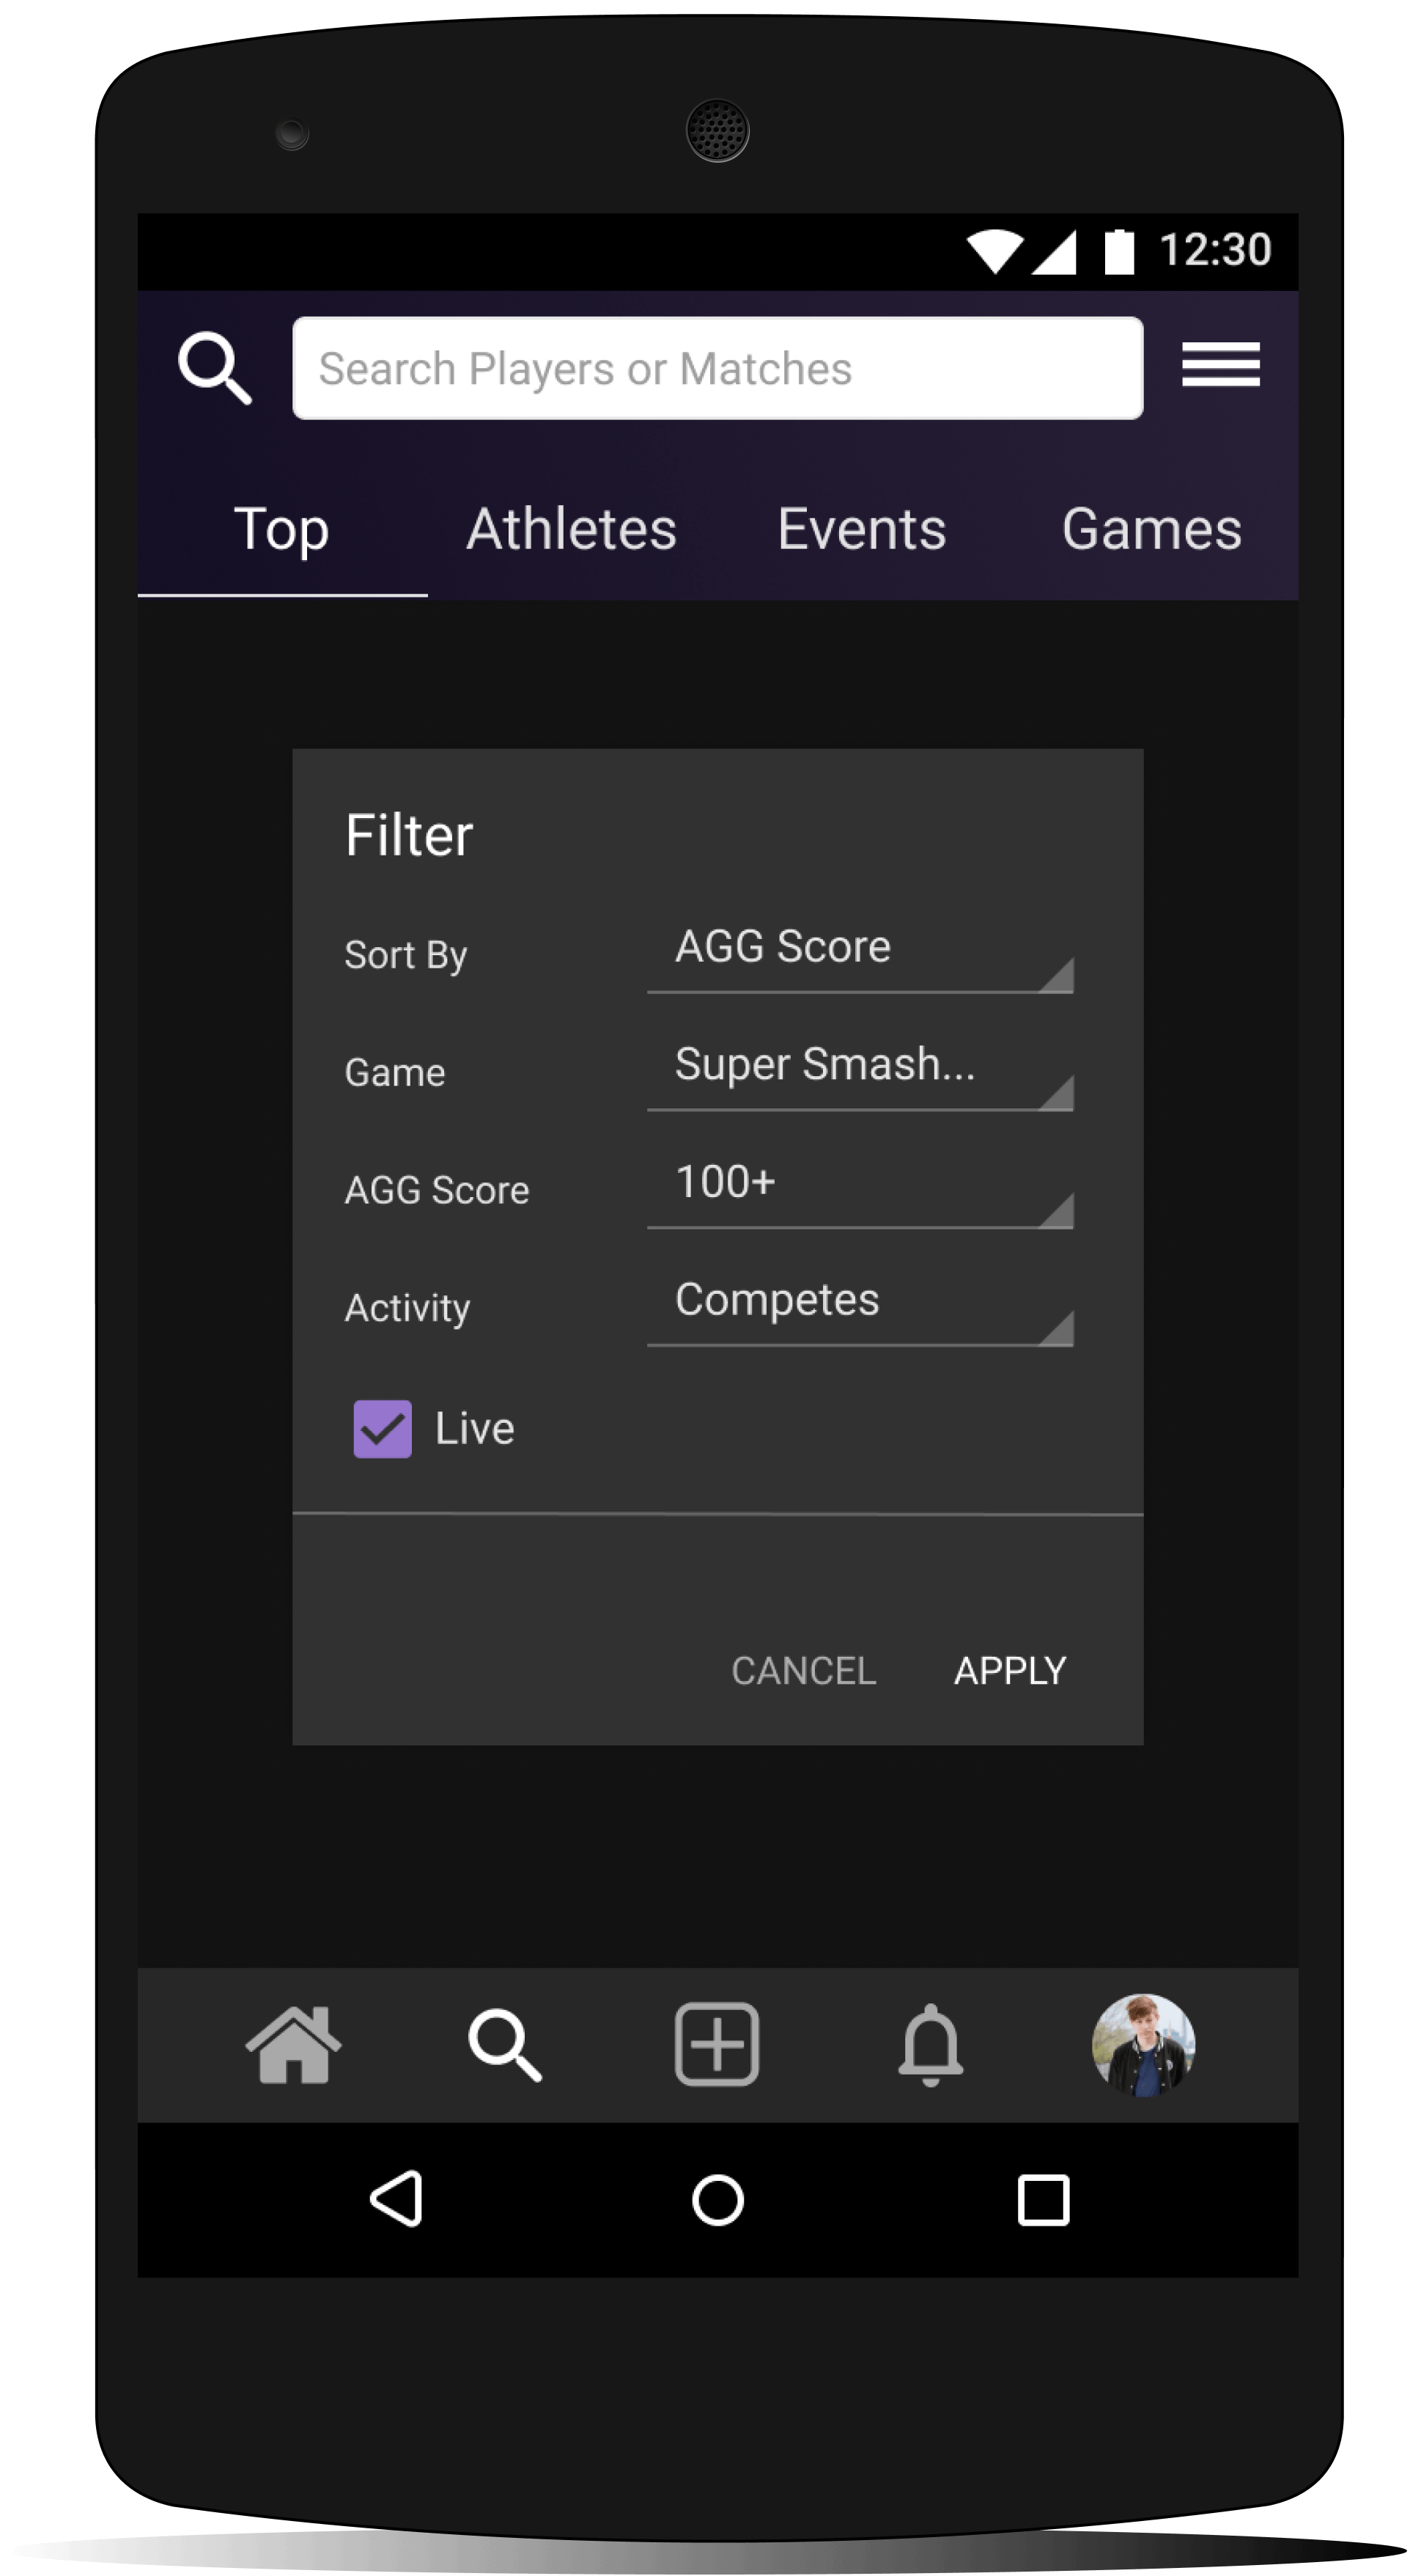 12:30
Search Players or Matches
Top Athletes Events Games
Filter
Sort By AGG Score
Game Super Smash...
AGG Score 100+
Activity Competes
Live
CANCEL APPLY